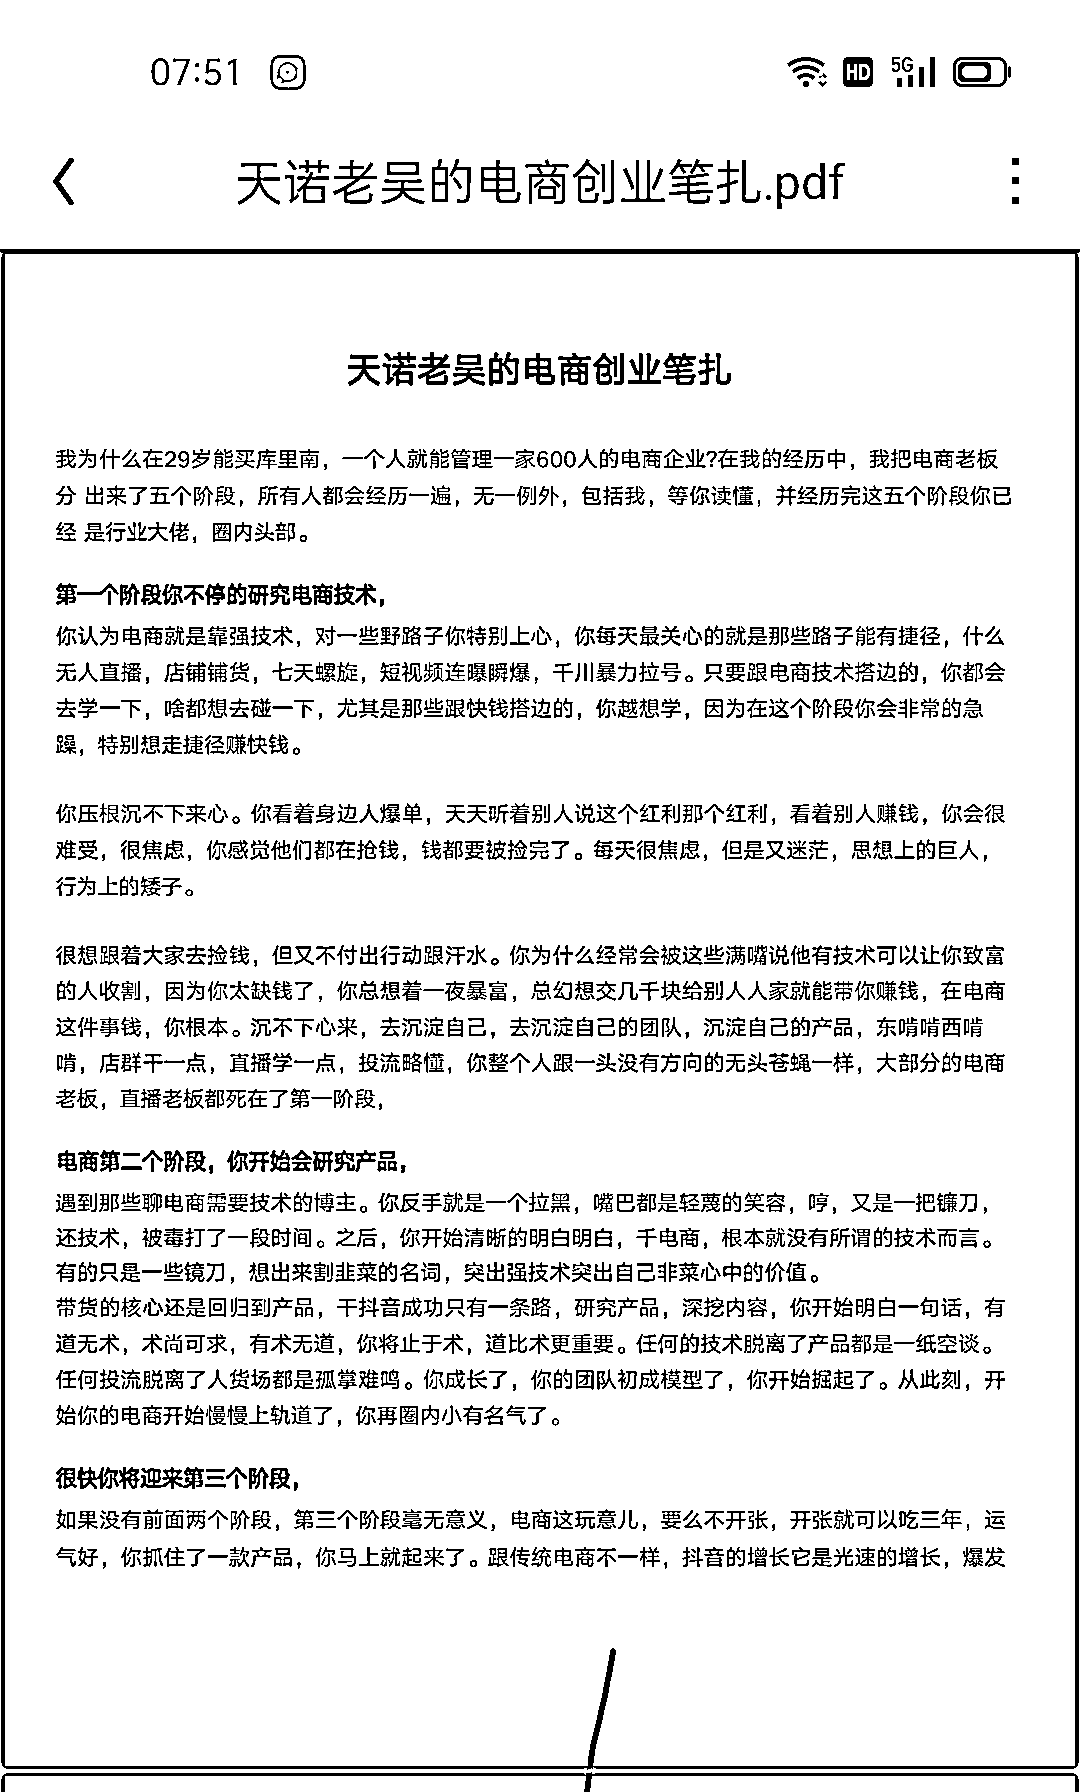 07:51
HD 5G
天诺老吴的电商创业笔扎.pdf
天诺老吴的电商创业笔扎
我为什么在29岁能买库里南，一个人就能管理一家600人的电商企业?在我的经历中，我把电商老板
分 出来了五个阶段，所有人都会经历一遍，无一例外，包括我，等你读懂，并经历完这五个阶段你已
经 是行业大佬，圈内头部。
第一个阶段你不停的研究电商技术，
你认为电商就是靠强技术，对一些野路子你特别上心，你每天最关心的就是那些路子能有捷径，什么
无人直播，店铺铺货，七天螺旋，短视频连曝瞬爆，千川暴力拉号。只要跟电商技术搭边的，你都会
去学一下，啥都想去碰一下，尤其是那些跟快钱搭边的，你越想学，因为在这个阶段你会非常的急
躁，特别想走捷径赚快钱。
你压根沉不下来心。你看着身边人爆单，天天听着别人说这个红利那个红利，看着别人赚钱，你会很
难受，很焦虑，你感觉他们都在抢钱，钱都要被捡完了。每天很焦虑，但是又迷茫，思想上的巨人，
行为上的矮子。
很想跟着大家去捡钱，但又不付出行动跟汗水。你为什么经常会被这些满嘴说他有技术可以让你致富
的人收割，因为你太缺钱了，你总想着一夜暴富，总幻想交几千块给别人人家就能带你赚钱，在电商
这件事钱，你根本。沉不下心来，去沉淀自己，去沉淀自己的团队，沉淀自己的产品，东啃啃西啃
啃，店群干一点，直播学一点，投流略懂，你整个人跟一头没有方向的无头苍蝇一样，大部分的电商
老板，直播老板都死在了第一阶段，
电商第二个阶段，你开始会研究产品，
遇到那些聊电商需要技术的博主。你反手就是一个拉黑，嘴巴都是轻蔑的笑容，哼，又是一把镰刀，
还技术，被毒打了一段时间。之后，你开始清晰的明白明白，千电商，根本就没有所谓的技术而言。
有的只是一些镜刀，想出来割韭菜的名词，突出强技术突出自己非菜心中的价值。
带货的核心还是回归到产品，干抖音成功只有一条路，研究产品，深挖内容，你开始明白一句话，有
道无术，术尚可求，有术无道，你将止于术，道比术更重要。任何的技术脱离了产品都是一纸空谈。
任何投流脱离了人货场都是孤掌难鸣。你成长了，你的团队初成模型了，你开始掘起了。从此刻，开
始你的电商开始慢慢上轨道了，你再圈内小有名气了。
很快你将迎来第三个阶段，
如果没有前面两个阶段，第三个阶段毫无意义，电商这玩意儿，要么不开张，开张就可以吃三年，运
气好，你抓住了一款产品，你马上就起来了。跟传统电商不一样，抖音的增长它是光速的增长，爆发